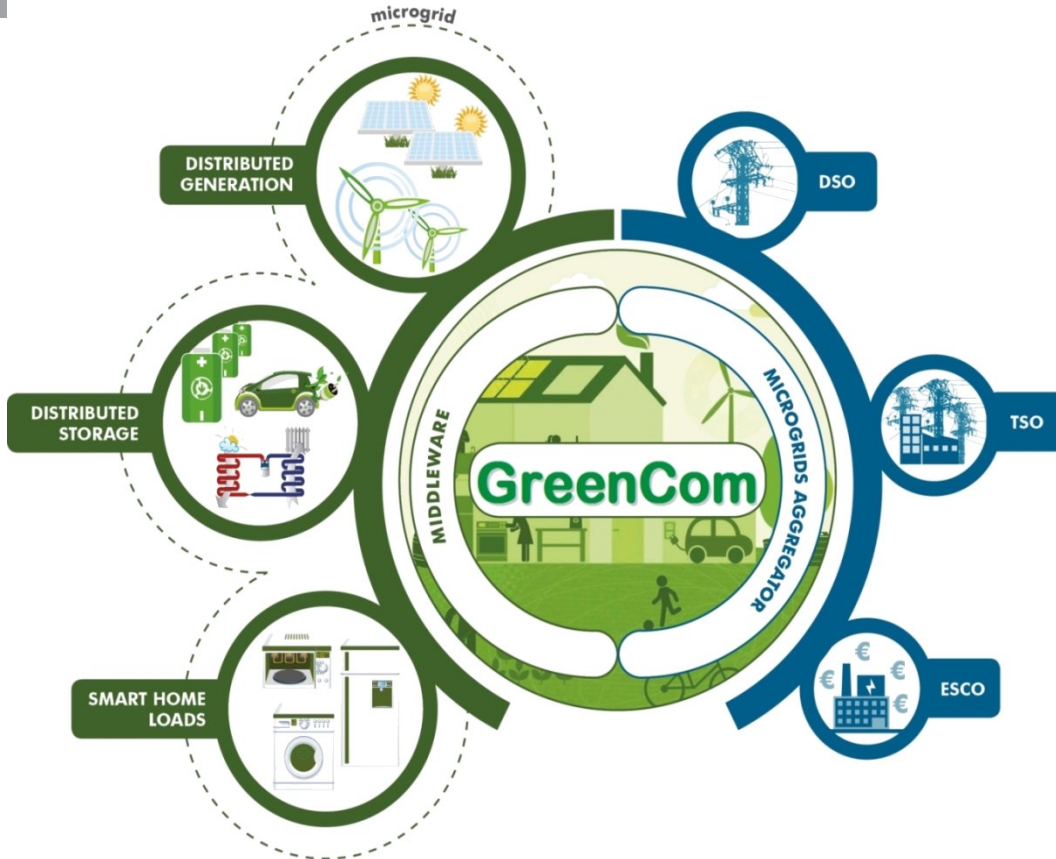 microgrid
DISTRIBUTED
GENERATION
DISTRIBUTED
STORAGE
SMART HOME
LOADS
MIDDLEWARE
GreenCom
MICROGRIDS AGGREGATOR
DSO
TSO
ESCO
€
€
€
€
€